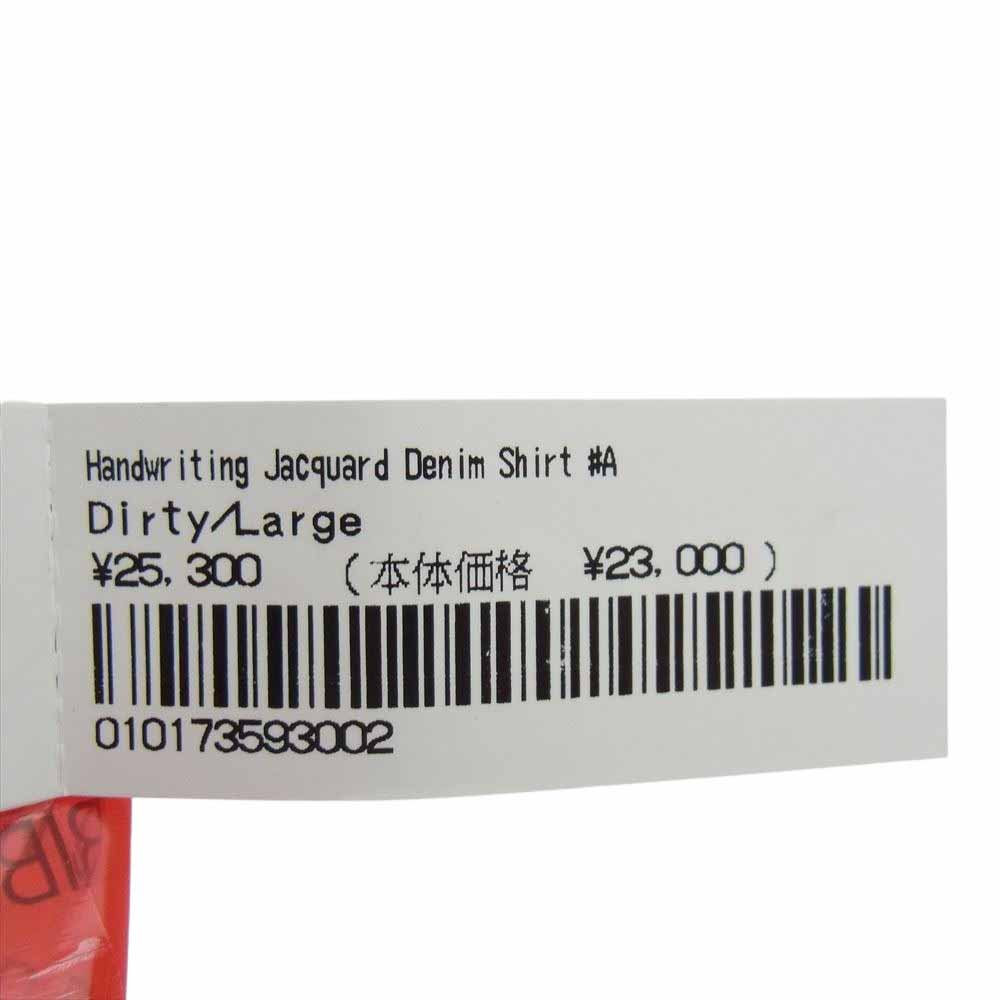 Handwriting Jacquard Denim Shirt #A
Dirty/Large
¥25,300 (本体価格 ¥23,000)
010173593002